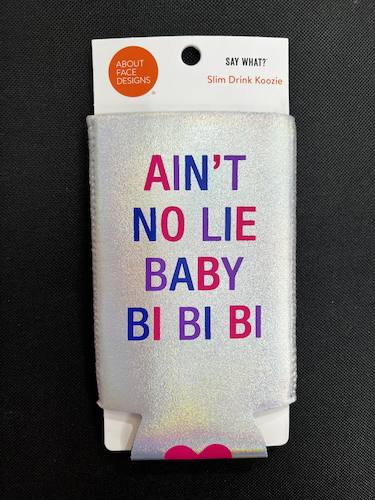 ABOUT
FACE
DESIGNS
SAY WHAT?
Slim Drink Koozie
AIN'T
NO LIE
BABY
BI BI BI